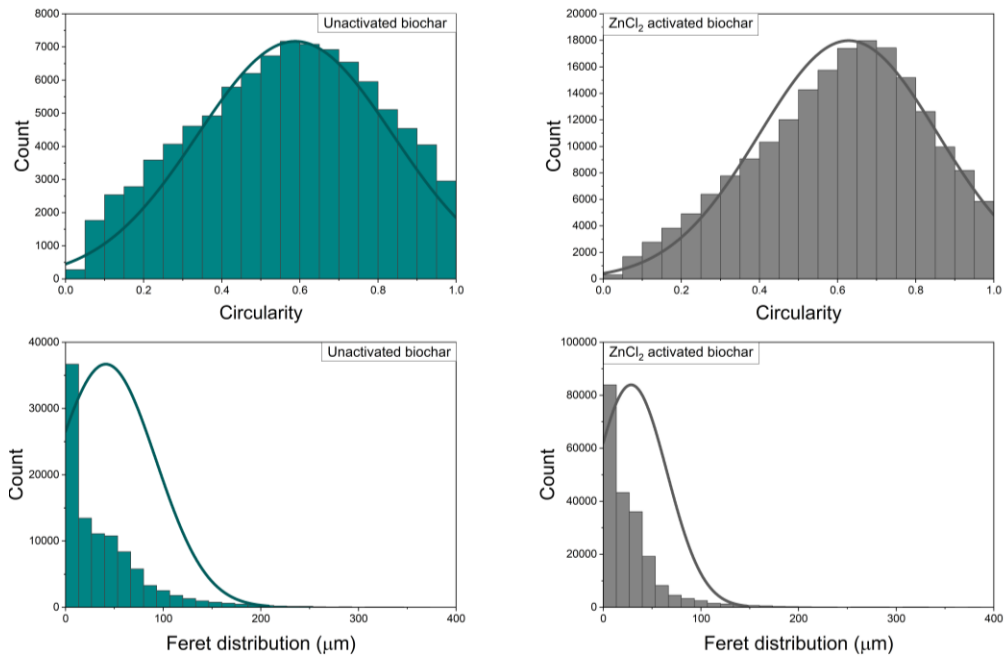 Unactivated biochar
Count
8000
7000
6000
5000
4000
3000
2000
1000
0
0.0 0.2 0.4 0.6 0.8 1.0
Circularity
ZnCl₂ activated biochar
Count
20000
18000
16000
14000
12000
10000
8000
6000
4000
2000
0
0.0 0.2 0.4 0.6 0.8 1.0
Circularity
Unactivated biochar
Count
40000
30000
20000
10000
0
0 100 200 300 400
Feret distribution (μm)
ZnCl₂ activated biochar
Count
100000
80000
60000
40000
20000
0
0 100 200 300 400
Feret distribution (μm)